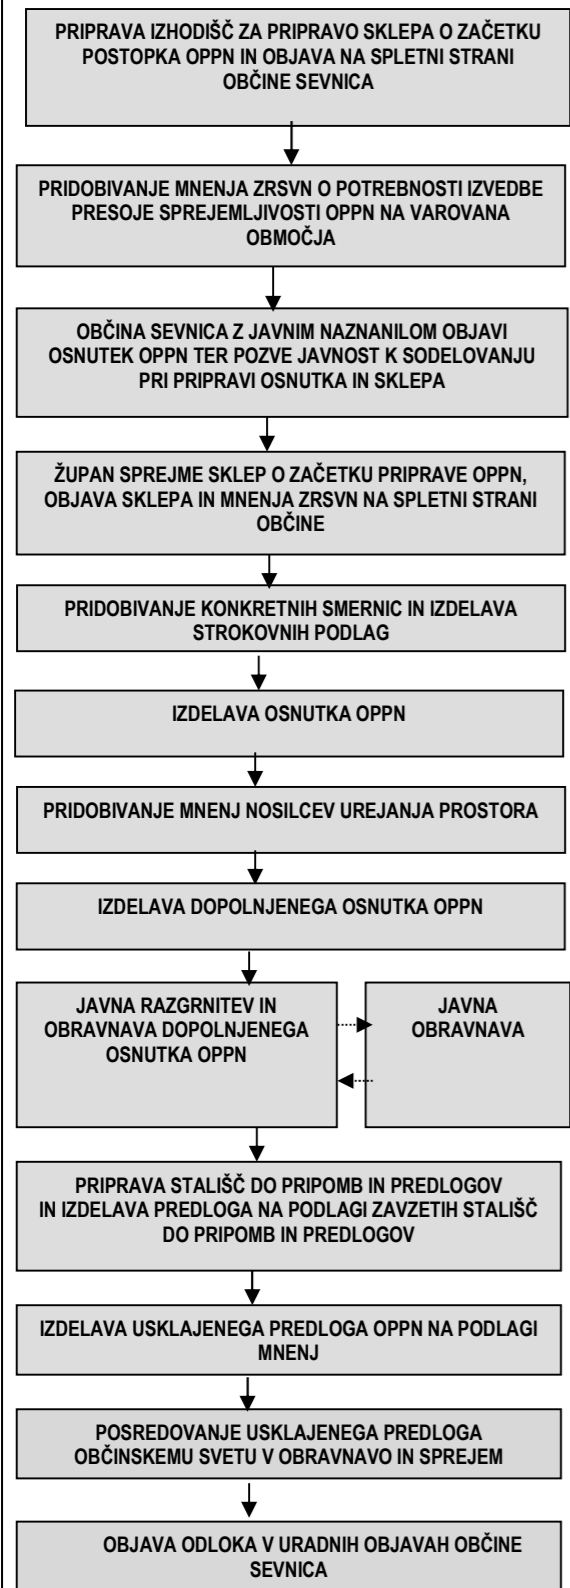 PRIPRAVA IZHODIŠČ ZA PRIPRAVO SKLEPA O ZAČETKU
POSTOPKA OPPN IN OBJAVA NA SPLETNI STRANI
OBČINE SEVNICA
PRIDOBIVANJE MNENJA ZRSVN O POTREBNOSTI IZVEDBE
PRESOJE SPREJEMLJIVOSTI OPPN NA VAROVANA
OBMOČJA
OBČINA SEVNICA Z JAVNIM NAZNANILOM OBJAVI
OSNUTEK OPPN TER POZVE JAVNOST K SODELOVANJU
PRI PRIPRAVI OSNUTKA IN SKLEPA
ŽUPAN SPREJME SKLEP O ZAČETKU PRIPRAVE OPPN,
OBJAVA SKLEPA IN MNENJA ZRSVN NA SPLETNI STRANI
OBČINE
PRIDOBIVANJE KONKRETNIH SMERNIC IN IZDELAVA
STROKOVNIH PODLAG
IZDELAVA OSNUTKA OPPN
PRIDOBIVANJE MNENJ NOSILCEV UREJANJA PROSTORA
IZDELAVA DOPOLNJENEGA OSNUTKA OPPN
JAVNA RAZGRNITEV IN
OBRAVNAVA DOPOLNJENEGA
OSNUTKA OPPN
JAVNA
OBRAVNAVA
PRIPRAVA STALIŠČ DO PRIPOMB IN PREDLOGOV
IN IZDELAVA PREDLOGA NA PODLAGI ZAVZETIH STALIŠČ
DO PRIPOMB IN PREDLOGOV
IZDELAVA USKLAJENEGA PREDLOGA OPPN NA PODLAGI
MNENJ
POSREDOVANJE USKLAJENEGA PREDLOGA
OBČINSKEMU SVETU V OBRAVNAVO IN SPREJEM
OBJAVA ODLOKA V URADNIH OBJAVAH OBČINE
SEVNICA